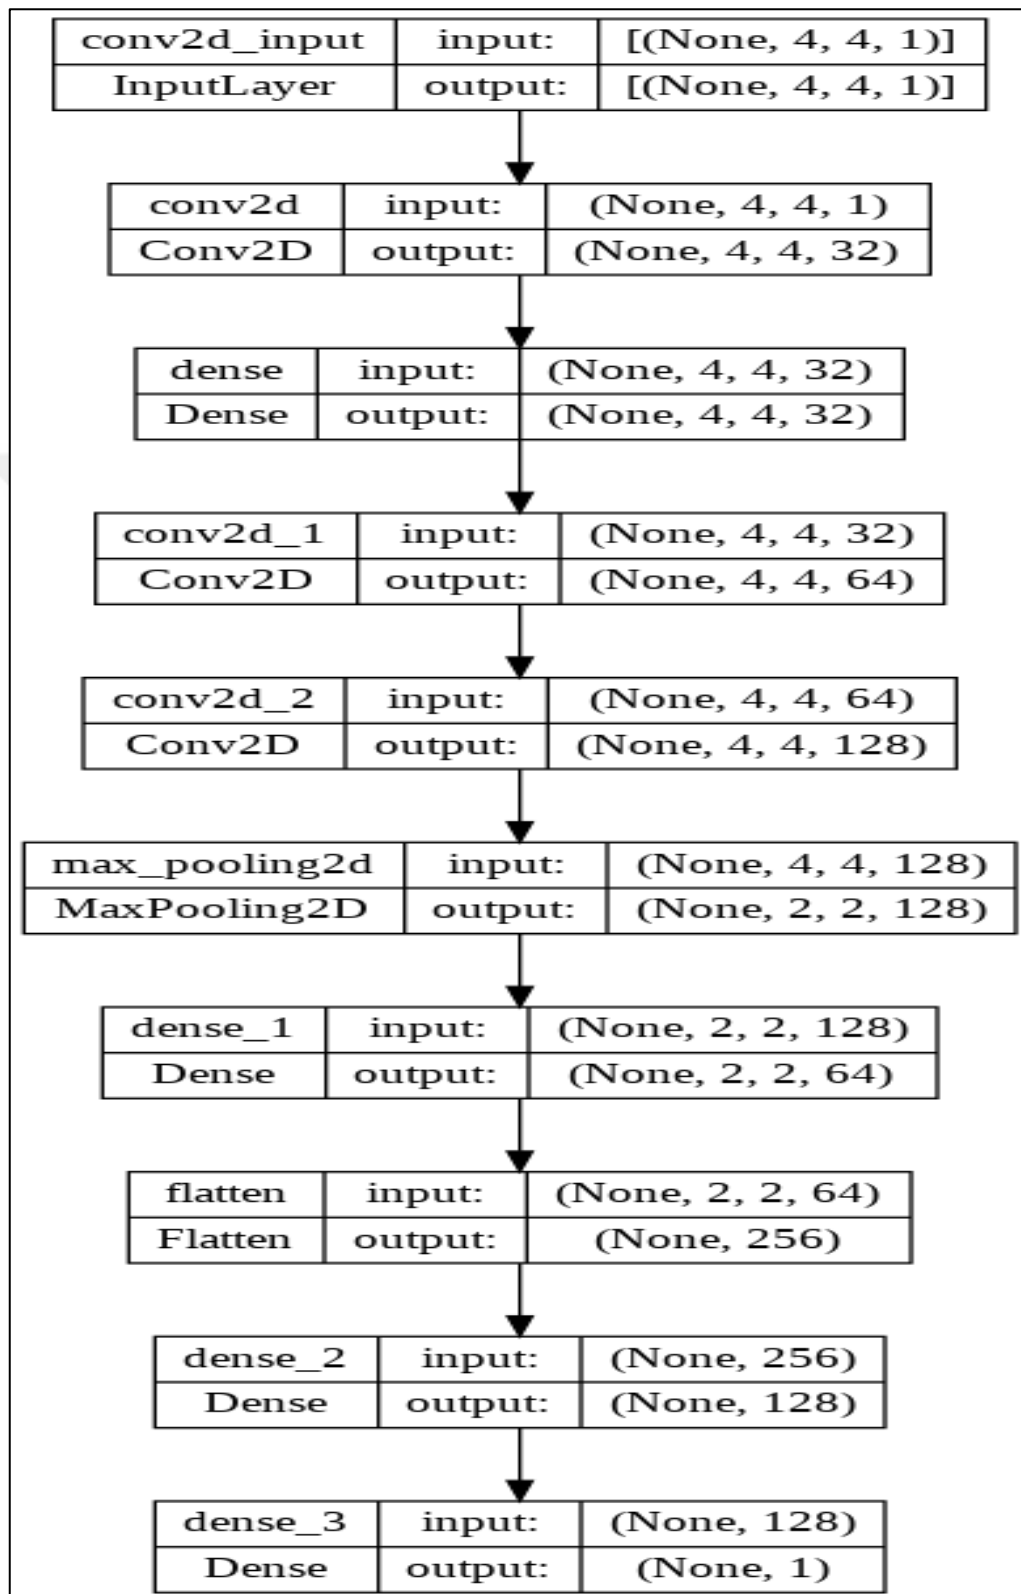 conv2d_input input: [(None, 4, 4, 1)]
InputLayer output: [(None, 4, 4, 1)]
conv2d input: (None, 4, 4, 1)
Conv2D output: (None, 4, 4, 32)
dense input: (None, 4, 4, 32)
Dense output: (None, 4, 4, 32)
conv2d_1 input: (None, 4, 4, 32)
Conv2D output: (None, 4, 4, 64)
conv2d_2 input: (None, 4, 4, 64)
Conv2D output: (None, 4, 4, 128)
max_pooling2d input: (None, 4, 4, 128)
MaxPooling2D output: (None, 2, 2, 128)
dense_1 input: (None, 2, 2, 128)
Dense output: (None, 2, 2, 64)
flatten input: (None, 2, 2, 64)
Flatten output: (None, 256)
dense_2 input: (None, 256)
Dense output: (None, 128)
dense_3 input: (None, 128)
Dense output: (None, 1)